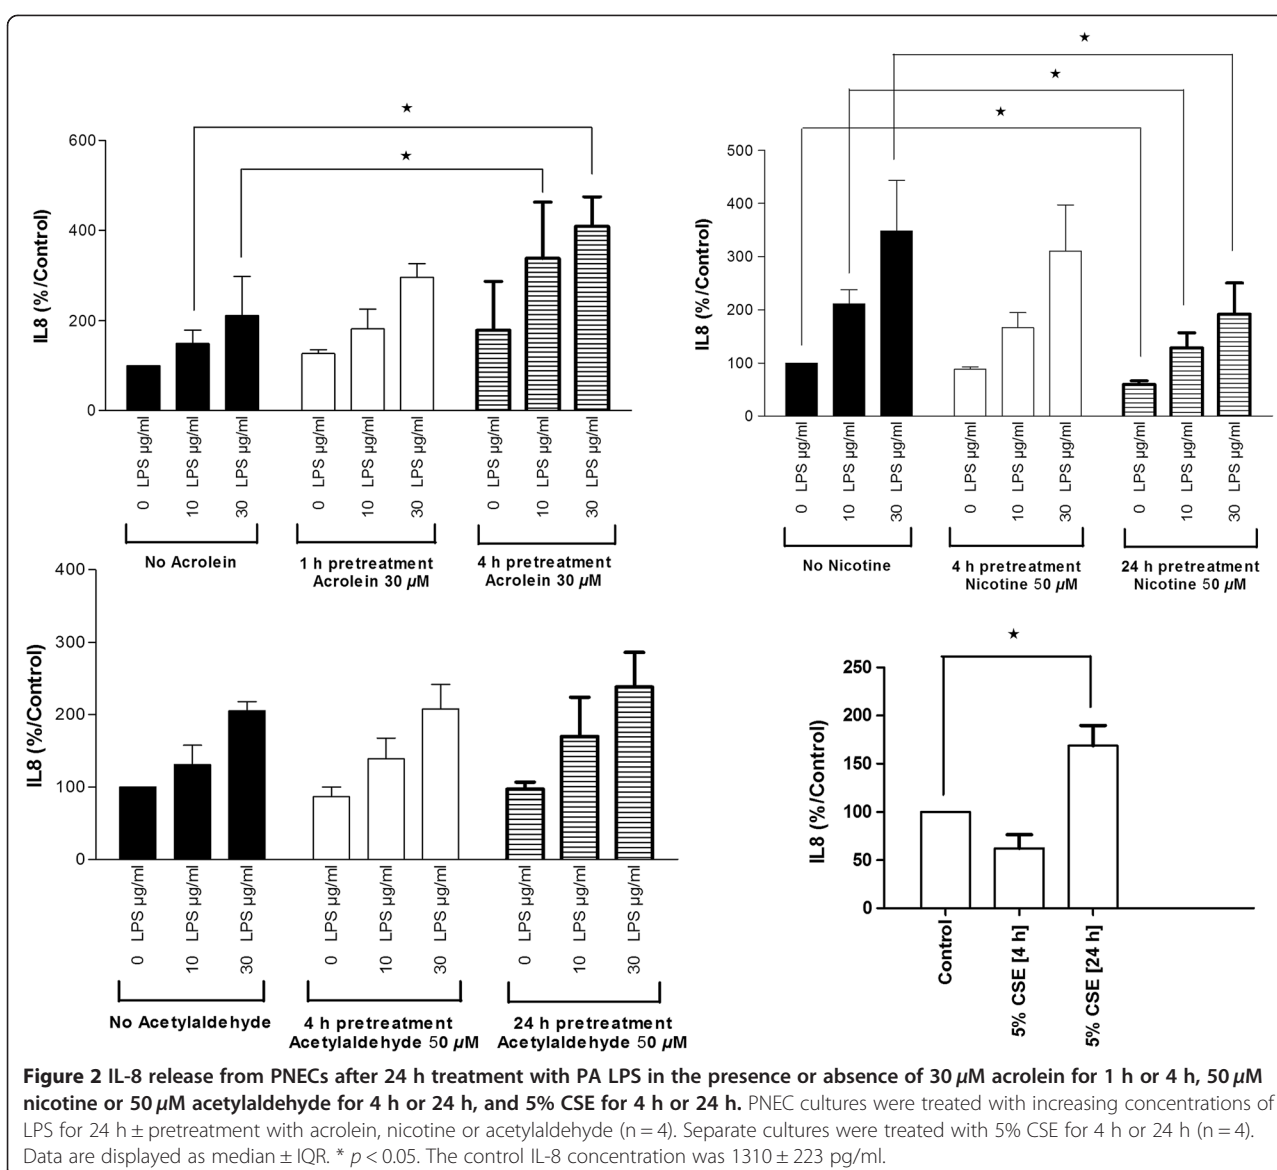 ★
★
600
400
200
0
IL8 (%/Control)
0 LPS µg/ml
10 LPS µg/ml
30 LPS µg/ml
0 LPS µg/ml
10 LPS µg/ml
30 LPS µg/ml
0 LPS µg/ml
10 LPS µg/ml
30 LPS µg/ml
No Acrolein
1 h pretreatment
Acrolein 30 µM
4 h pretreatment
Acrolein 30 µM
★
★
★
500
400
300
200
100
0
IL8 (%/Control)
0 LPS µg/ml
10 LPS µg/ml
30 LPS µg/ml
0 LPS µg/ml
10 LPS µg/ml
30 LPS µg/ml
0 LPS µg/ml
10 LPS µg/ml
30 LPS µg/ml
No Nicotine
4 h pretreatment
Nicotine 50 µM
24 h pretreatment
Nicotine 50 µM
400
300
200
100
0
IL8 (%/Control)
0 LPS µg/ml
10 LPS µg/ml
30 LPS µg/ml
0 LPS µg/ml
10 LPS µg/ml
30 LPS µg/ml
0 LPS µg/ml
10 LPS µg/ml
30 LPS µg/ml
No Acetylaldehyde
4 h pretreatment
Acetylaldehyde 50 µM
24 h pretreatment
Acetylaldehyde 50 µM
★
250
200
150
100
50
0
IL8 (%/Control)
Control
5% CSE [4 h]
5% CSE [24 h]
Figure 2 IL-8 release from PNECs after 24 h treatment with PA LPS in the presence or absence of 30 µM acrolein for 1 h or 4 h, 50 µM
nicotine or 50 µM acetylaldehyde for 4 h or 24 h, and 5% CSE for 4 h or 24 h. PNEC cultures were treated with increasing concentrations of
LPS for 24 h ± pretreatment with acrolein, nicotine or acetylaldehyde (n = 4). Separate cultures were treated with 5% CSE for 4 h or 24 h (n = 4).
Data are displayed as median ± IQR. * p < 0.05. The control IL-8 concentration was 1310 ± 223 pg/ml.